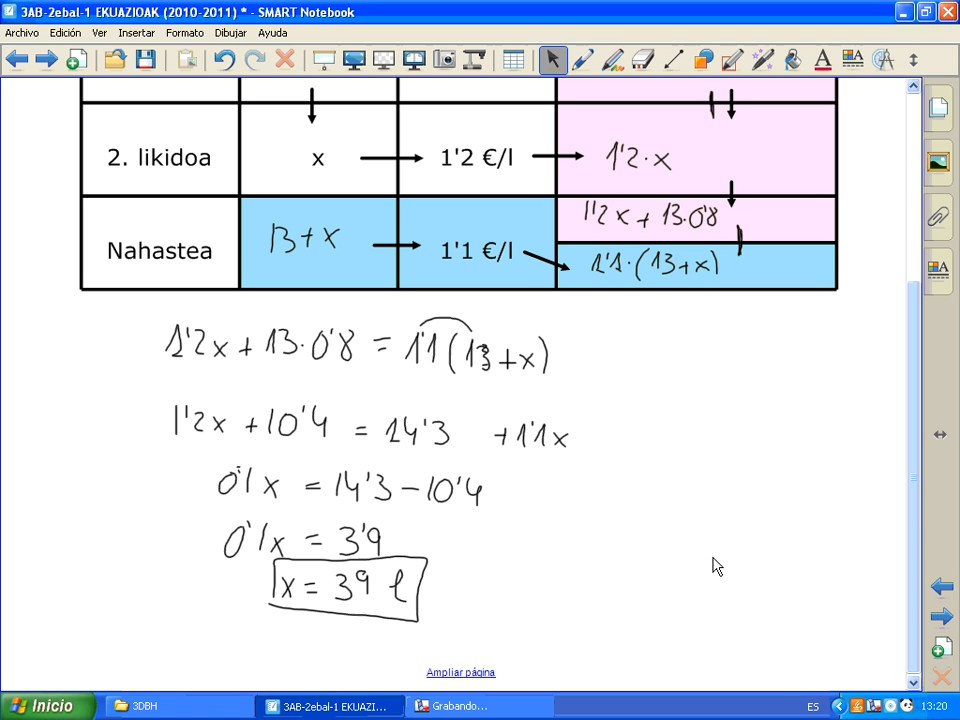 3AB-2ebal-1 EKUAZIOAK (2010-2011) * - SMART Notebook
Archivo Edición Ver Insertar Formato Dibujar Ayuda
2. likidoa x 1'2 €/l 1'2·x
1'2x + 13·0'8
Nahastea 13+x 1'1 €/l
1'1·(13+x)
1'2x + 13·0'8 = 1'1(13+x)
1'2x + 10'4 = 14'3 + 1'1x
0'1x = 14'3 - 10'4
0'1x = 3'9
x = 39 l
Ampliar página
Inicio 3DBH 3AB-2ebal-1 EKUAZI... Grabando... ES 13:20